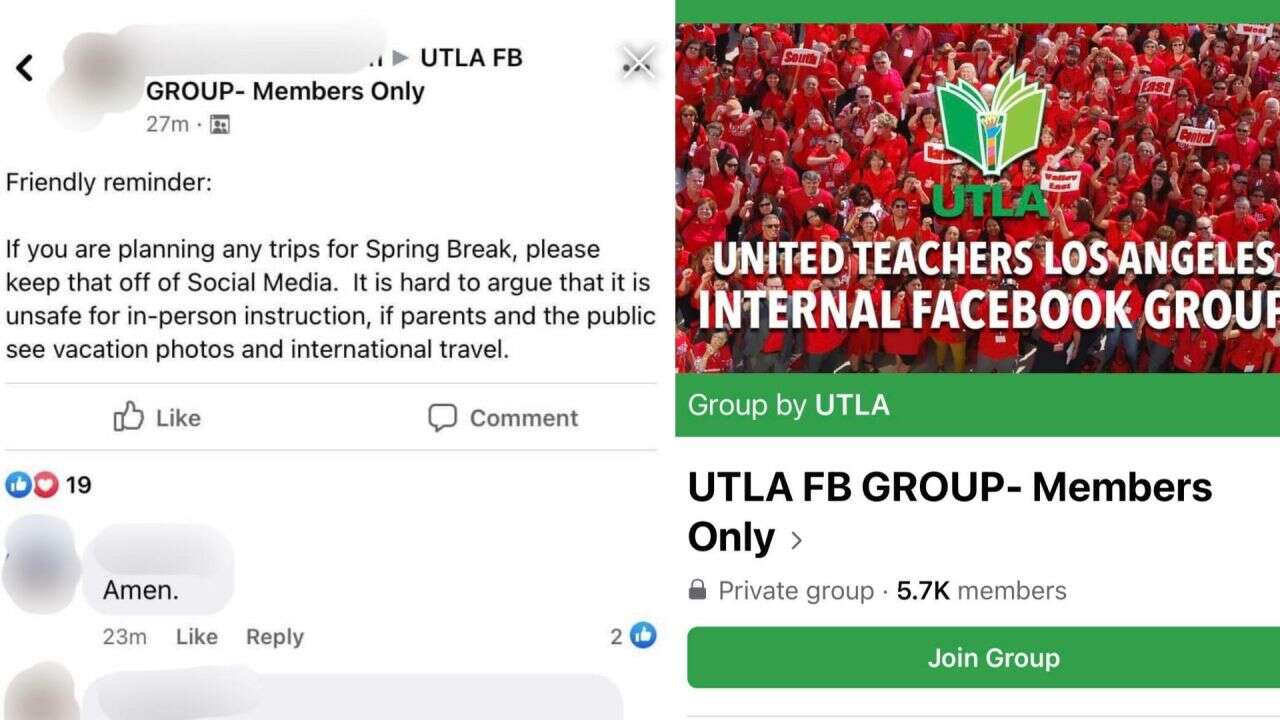 UTLA FB
GROUP- Members Only
27m
Friendly reminder:
If you are planning any trips for Spring Break, please
keep that off of Social Media. It is hard to argue that it is
unsafe for in-person instruction, if parents and the public
see vacation photos and international travel.
Like Comment
19
Amen.
23m Like Reply 2
West
South
East
Central
Valley
East
UTLA
UNITED TEACHERS LOS ANGELES
INTERNAL FACEBOOK GROUP
Group by UTLA
UTLA FB GROUP- Members
Only
Private group · 5.7K members
Join Group